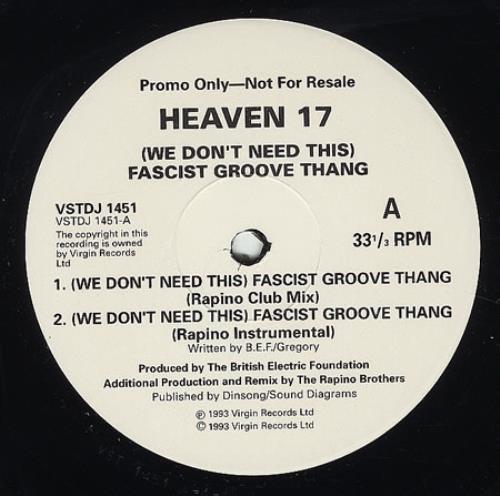 Promo Only—Not For Resale
HEAVEN 17
(WE DON'T NEED THIS)
FASCIST GROOVE THANG
VSTDJ 1451
VSTDJ 1451-A
The copyright in this
recording is owned
by Virgin Records
Ltd
A
33 1/3 RPM
1. (WE DON'T NEED THIS) FASCIST GROOVE THANG
(Rapino Club Mix)
2. (WE DON'T NEED THIS) FASCIST GROOVE THANG
(Rapino Instrumental)
Written by B.E.F./Gregory
Produced by The British Electric Foundation
Additional Production and Remix by The Rapino Brothers
Published by Dinsong/Sound Diagrams
℗ 1993 Virgin Records Ltd
© 1993 Virgin Records Ltd